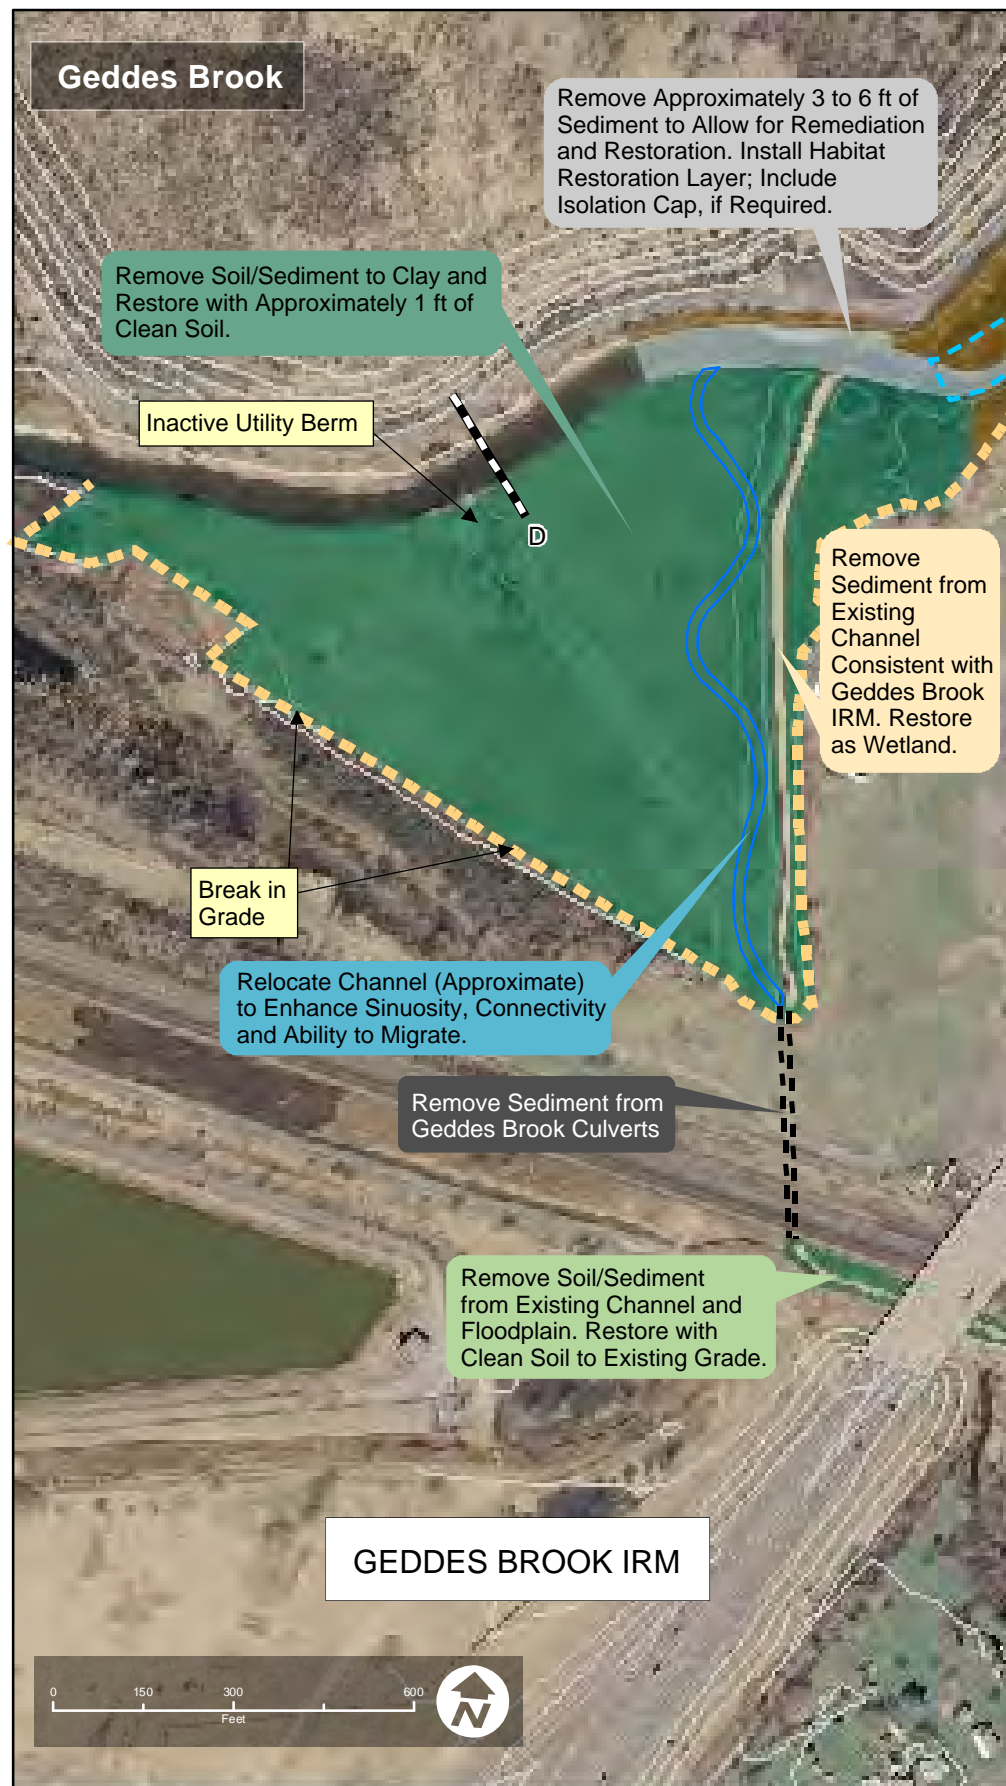 Geddes Brook
Remove Approximately 3 to 6 ft of
Sediment to Allow for Remediation
and Restoration. Install Habitat
Restoration Layer; Include
Isolation Cap, if Required.
Remove Soil/Sediment to Clay and
Restore with Approximately 1 ft of
Clean Soil.
Inactive Utility Berm
D
Remove
Sediment from
Existing
Channel
Consistent with
Geddes Brook
IRM. Restore
as Wetland.
Break in
Grade
Relocate Channel (Approximate)
to Enhance Sinuosity, Connectivity
and Ability to Migrate.
Remove Sediment from
Geddes Brook Culverts
Remove Soil/Sediment
from Existing Channel and
Floodplain. Restore with
Clean Soil to Existing Grade.
GEDDES BROOK IRM
0 150 300 600
Feet
N